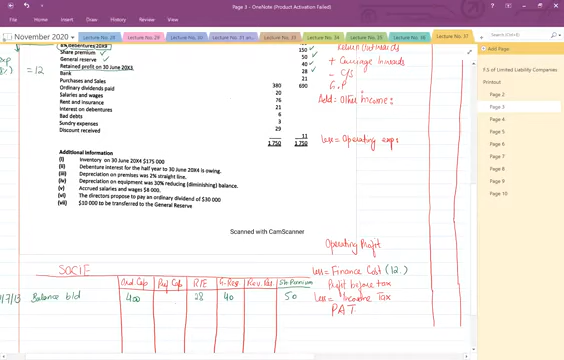 Page 3 - OneNote (Product Activation Failed)
File Home Insert Draw History Review View
November 2020 Lecture No. 28 Lecture No. 29 Lecture No. 30 Lecture No. 31 an... Lecture No. 33 Lecture No. 34 Lecture No. 35 Lecture No. 36 Lecture No. 37
Add Page
F.S of Limited Liability Companies
Printout
Page 2
Page 3
Page 4
Page 5
Page 6
Page 7
Page 8
Page 9
Page 10
8% debentures 20X9
Share premium 50
General reserve 40
Retained profit on 30 June 20X3 28
Bank 21
Purchases and Sales 380 690
Ordinary dividends paid 20
Salaries and wages 76
Rent and insurance 21
Interest on debentures 6
Bad debts 3
Sundry expenses 29
Discount received 11
1 750 1 750
= 12
Additional information
(i) Inventory on 30 June 20X4 $175 000
(ii) Debenture interest for the half year to 30 June 20X4 is owing.
(iii) Depreciation on premises was 2% straight line.
(iv) Depreciation on equipment was 30% reducing (diminishing) balance.
(v) Accrued salaries and wages $8 000.
(vi) The directors propose to pay an ordinary dividend of $30 000
(vii) $10 000 to be transferred to the General Reserve
Scanned with CamScanner
+ Carriage Inwards
- C/S
G.P
Add: Other Income:
less = Operating exps
Operating Profit
less = Finance Cost (12.)
Profit before tax
less = Income Tax
PAT
SOCIE
Ord Cap Pref Cap R/E G.Res Rev. Res Sh Premium
1/7/13 Balance b/d 400 28 40 50